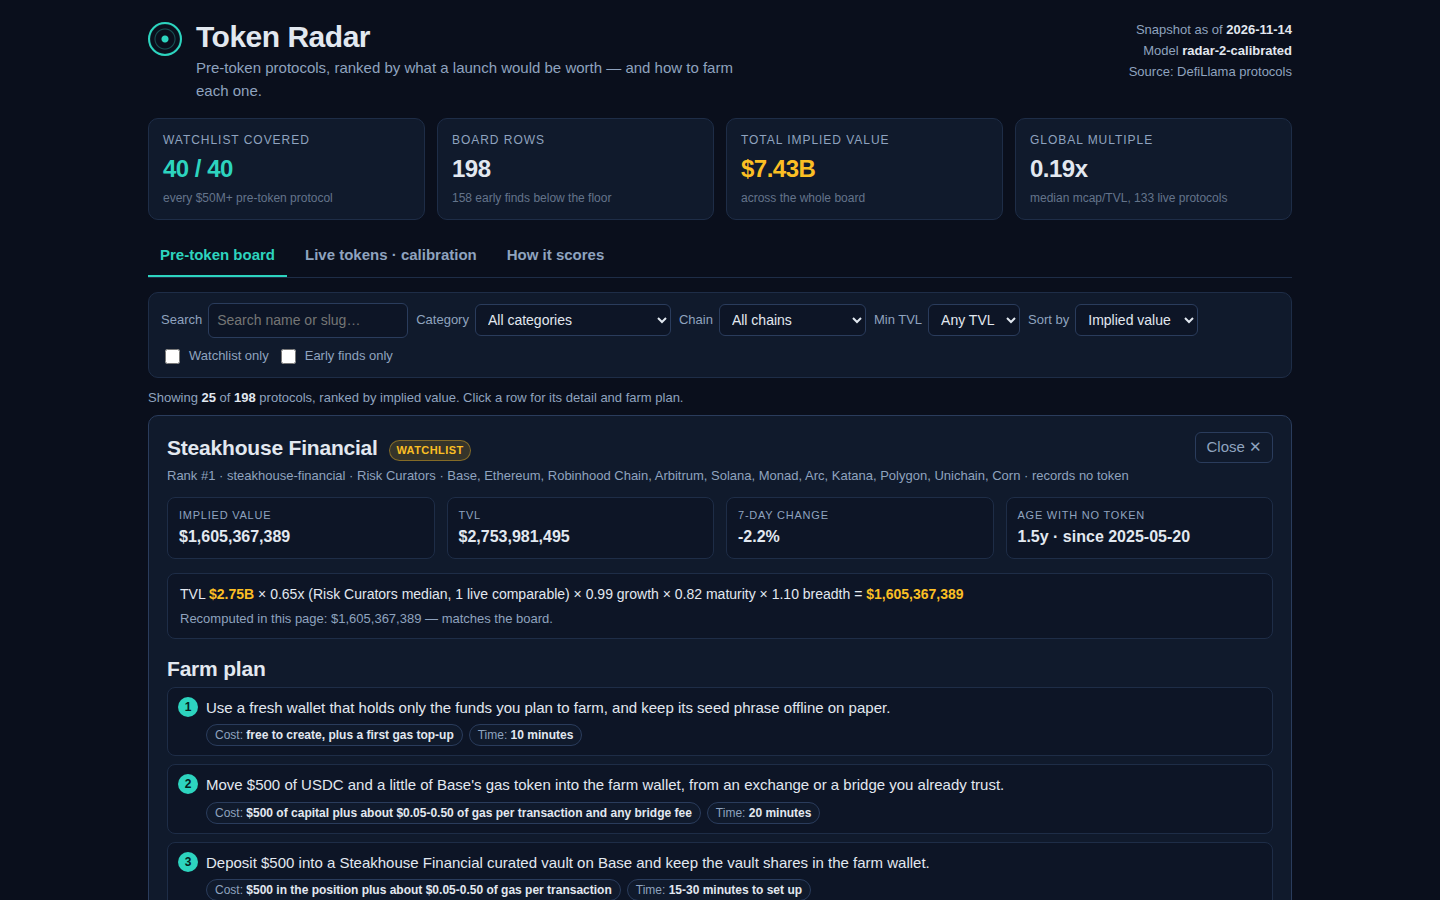 Token Radar
Pre-token protocols, ranked by what a launch would be worth — and how to farm
each one.
Snapshot as of 2026-11-14
Model radar-2-calibrated
Source: DefiLlama protocols
WATCHLIST COVERED
40 / 40
every $50M+ pre-token protocol
BOARD ROWS
198
158 early finds below the floor
TOTAL IMPLIED VALUE
$7.43B
across the whole board
GLOBAL MULTIPLE
0.19x
median mcap/TVL, 133 live protocols
Pre-token board
Live tokens · calibration
How it scores
Search Search name or slug… Category All categories Chain All chains Min TVL Any TVL Sort by Implied value
Watchlist only Early finds only
Showing 25 of 198 protocols, ranked by implied value. Click a row for its detail and farm plan.
Steakhouse Financial WATCHLIST
Close ✕
Rank #1 · steakhouse-financial · Risk Curators · Base, Ethereum, Robinhood Chain, Arbitrum, Solana, Monad, Arc, Katana, Polygon, Unichain, Corn · records no token
IMPLIED VALUE
$1,605,367,389
TVL
$2,753,981,495
7-DAY CHANGE
-2.2%
AGE WITH NO TOKEN
1.5y · since 2025-05-20
TVL $2.75B × 0.65x (Risk Curators median, 1 live comparable) × 0.99 growth × 0.82 maturity × 1.10 breadth = $1,605,367,389
Recomputed in this page: $1,605,367,389 — matches the board.
Farm plan
1 Use a fresh wallet that holds only the funds you plan to farm, and keep its seed phrase offline on paper.
Cost: free to create, plus a first gas top-up Time: 10 minutes
2 Move $500 of USDC and a little of Base's gas token into the farm wallet, from an exchange or a bridge you already trust.
Cost: $500 of capital plus about $0.05-0.50 of gas per transaction and any bridge fee Time: 20 minutes
3 Deposit $500 into a Steakhouse Financial curated vault on Base and keep the vault shares in the farm wallet.
Cost: $500 in the position plus about $0.05-0.50 of gas per transaction Time: 15-30 minutes to set up